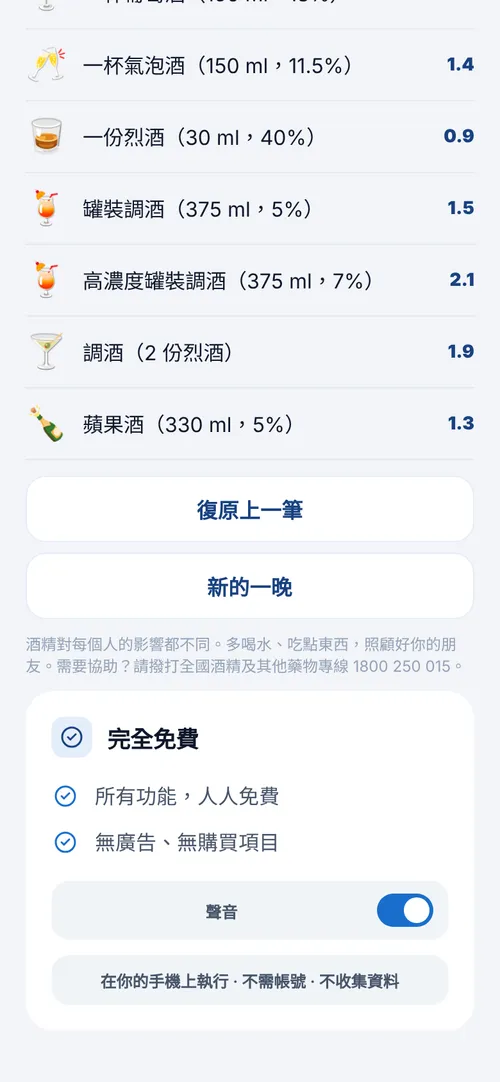 一杯氣泡酒（150 ml，11.5%）
1.4
一份烈酒（30 ml，40%）
0.9
罐裝調酒（375 ml，5%）
1.5
高濃度罐裝調酒（375 ml，7%）
2.1
調酒（2 份烈酒）
1.9
蘋果酒（330 ml，5%）
1.3
復原上一筆
新的一晚
酒精對每個人的影響都不同。多喝水、吃點東西，照顧好你的朋
友。需要協助？請撥打全國酒精及其他藥物專線 1800 250 015。
完全免費
所有功能，人人免費
無廣告、無購買項目
聲音
在你的手機上執行 · 不需帳號 · 不收集資料